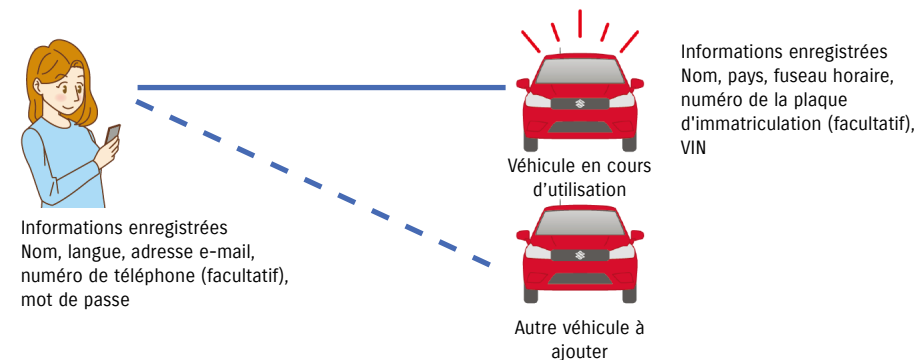 Informations enregistrées
Nom, pays, fuseau horaire,
numéro de la plaque
d'immatriculation (facultatif),
VIN
Véhicule en cours
d’utilisation
Informations enregistrées
Nom, langue, adresse e-mail,
numéro de téléphone (facultatif),
mot de passe
Autre véhicule à
ajouter